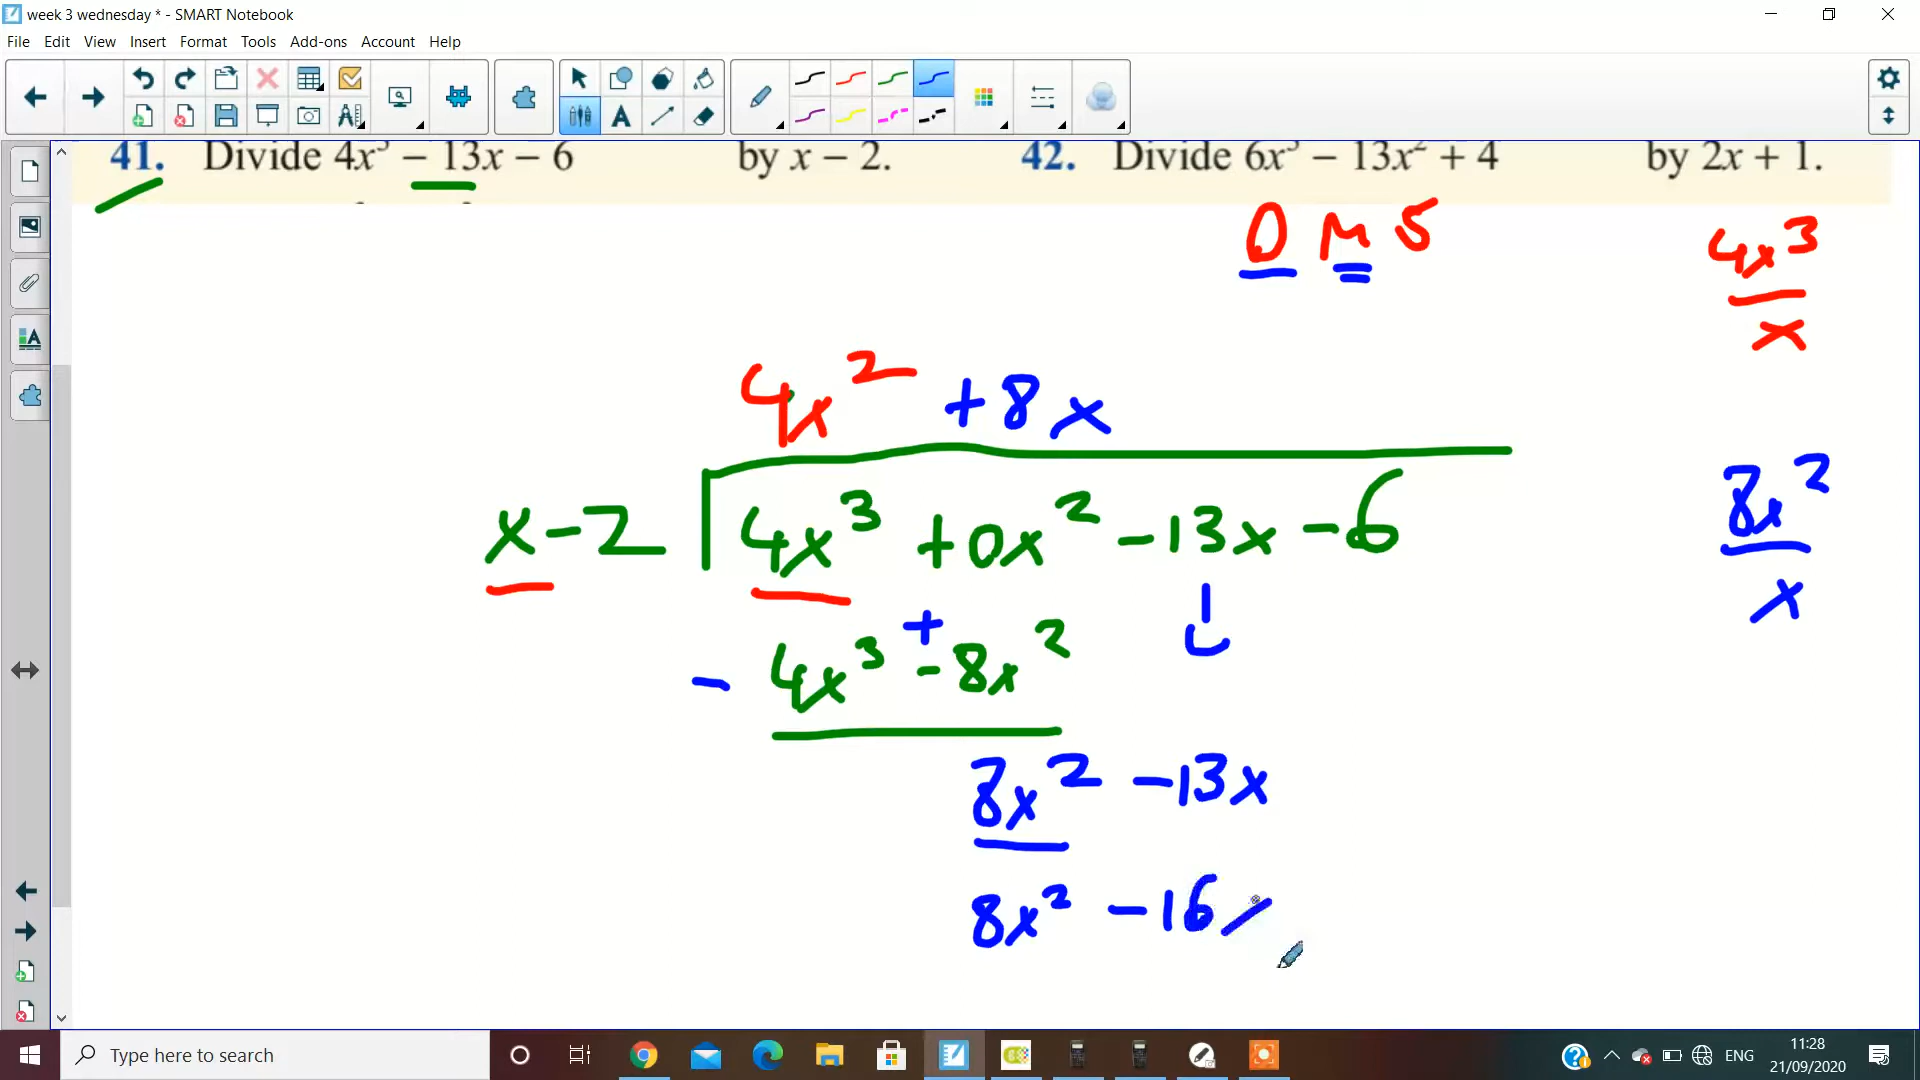 week 3 wednesday * - SMART Notebook
File Edit View Insert Format Tools Add-ons Account Help
41. Divide 4x³ − 13x − 6 by x − 2. 42. Divide 6x³ − 13x² + 4 by 2x + 1.
D M S
4x³
x
4x² +8x
x-2 4x³ +0x² -13x -6
8x²
x
+
- 4x³ -8x²
8x² -13x
8x² -16
Type here to search
ENG
11:28
21/09/2020